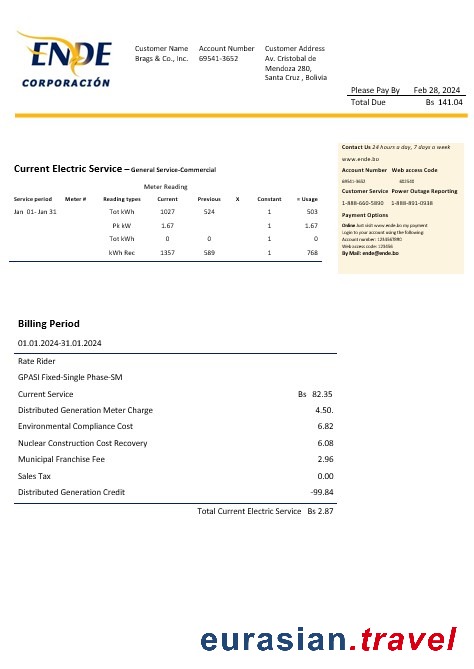 ENDE
CORPORACIÓN
Customer Name Account Number Customer Address
Brags & Co., Inc. 69541-3652 Av. Cristobal de
Mendoza 280,
Santa Cruz , Bolivia
Please Pay By Feb 28, 2024
Total Due Bs 141.04
Contact Us 24 hours a day, 7 days a week
www.ende.bo
Account Number Web access Code
69541-3652
Customer Service Power Outage Reporting
1-888-660-5890 1-888-891-0938
Payment Options
Online Just visit www.ende.bo my payment
Login to your account using the following:
Account number: 1234567890
Web access code: 123456
By Mail: ende@ende.bo
Current Electric Service – General Service-Commercial
Meter Reading
Service period Meter # Reading types Current Previous X Constant = Usage
Jan 01- Jan 31 Tot kWh 1027 524 1 503
Pk kW 1.67 1 1.67
Tot kWh 0 0 1 0
kWh Rec 1357 589 1 768
Billing Period
01.01.2024-31.01.2024
Rate Rider
GPASI Fixed-Single Phase-SM
Current Service Bs 82.35
Distributed Generation Meter Charge 4.50.
Environmental Compliance Cost 6.82
Nuclear Construction Cost Recovery 6.08
Municipal Franchise Fee 2.96
Sales Tax 0.00
Distributed Generation Credit -99.84
Total Current Electric Service Bs 2.87
eurasian.travel